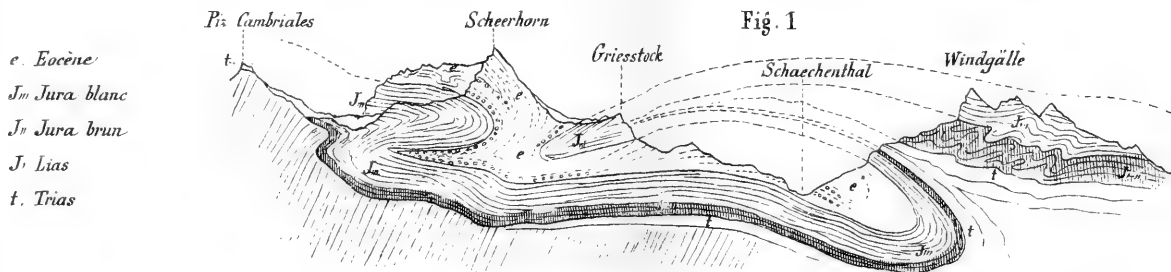 Fig. 1
Piz Cambriales
Scheerhorn
Griesstock
Schaechenthal
Windgälle
e. Eocène
Jııı Jura blanc
Jıı Jura brun
Jı Lias
t. Trias
t.
e
e
e
e
t
t
t